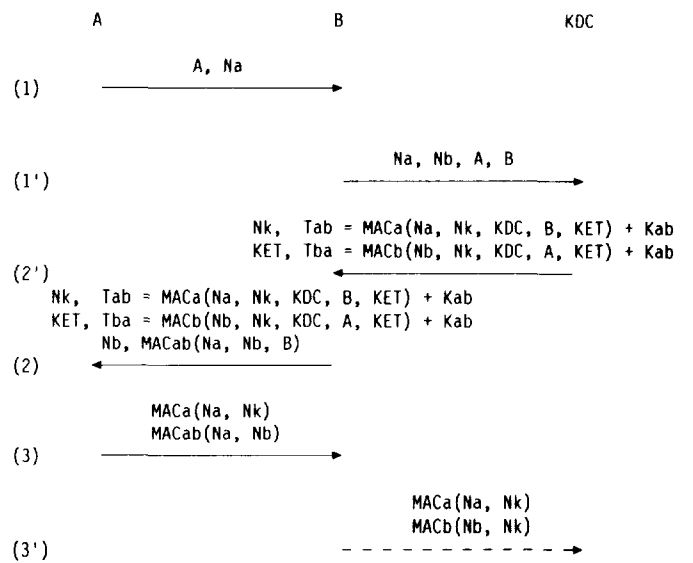 A B KDC
A, Na
(1)
Na, Nb, A, B
(1')
Nk, Tab = MACa(Na, Nk, KDC, B, KET) + Kab
KET, Tba = MACb(Nb, Nk, KDC, A, KET) + Kab
(2')
Nk, Tab = MACa(Na, Nk, KDC, B, KET) + Kab
KET, Tba = MACb(Nb, Nk, KDC, A, KET) + Kab
Nb, MACab(Na, Nb, B)
(2)
MACa(Na, Nk)
MACab(Na, Nb)
(3)
MACa(Na, Nk)
MACb(Nb, Nk)
(3')